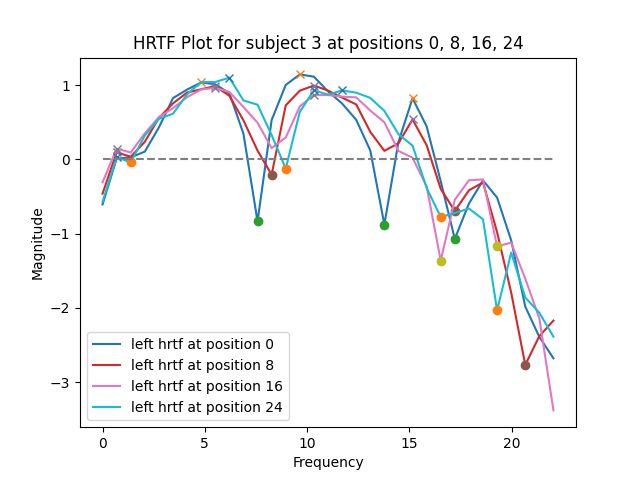 HRTF Plot for subject 3 at positions 0, 8, 16, 24
1
0
−1
−2
−3
Magnitude
left hrtf at position 0
left hrtf at position 8
left hrtf at position 16
left hrtf at position 24
0 5 10 15 20
Frequency